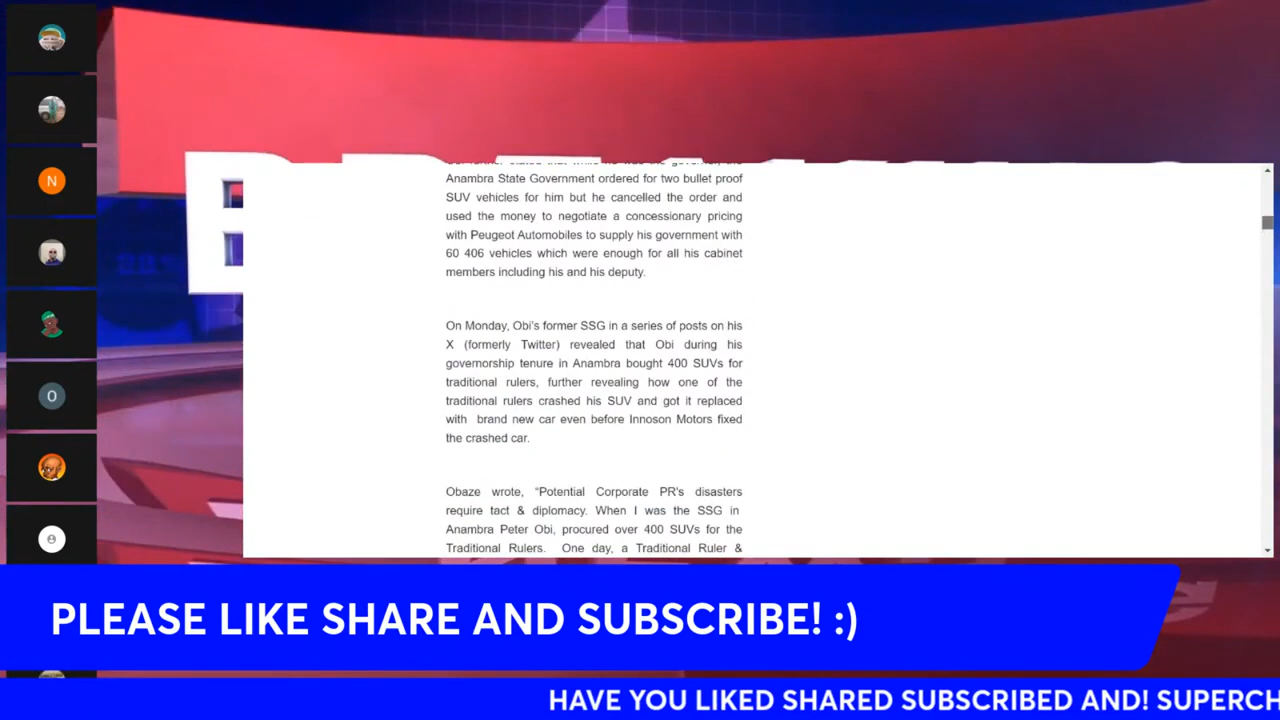 N
O
Anambra State Government ordered for two bullet proof
SUV vehicles for him but he cancelled the order and
used the money to negotiate a concessionary pricing
with Peugeot Automobiles to supply his government with
60 406 vehicles which were enough for all his cabinet
members including his and his deputy.
On Monday, Obi's former SSG in a series of posts on his
X (formerly Twitter) revealed that Obi during his
governorship tenure in Anambra bought 400 SUVs for
traditional rulers, further revealing how one of the
traditional rulers crashed his SUV and got it replaced
with brand new car even before Innoson Motors fixed
the crashed car.
Obaze wrote, “Potential Corporate PR's disasters
require tact & diplomacy. When I was the SSG in
Anambra Peter Obi, procured over 400 SUVs for the
Traditional Rulers. One day, a Traditional Ruler &
PLEASE LIKE SHARE AND SUBSCRIBE! :)
HAVE YOU LIKED SHARED SUBSCRIBED AND! SUPERCH